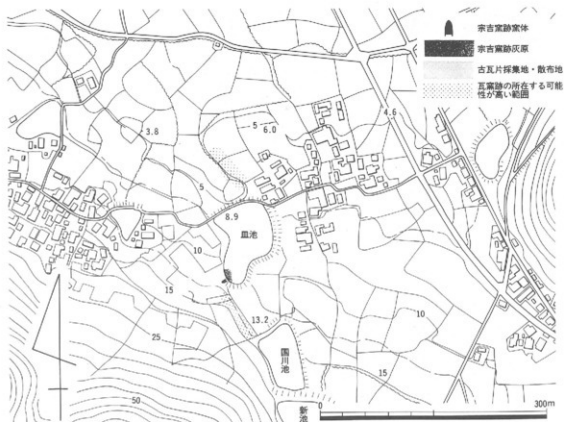 宗吉窯跡窯体
宗吉窯跡灰原
古瓦片採集地・散布地
瓦窯跡の所在する可能
性が高い範囲
3.8
5
6.0
4.6
5
8.9
皿池
10
15
13.2
10
25
国川池
15
50
新池
0
300m